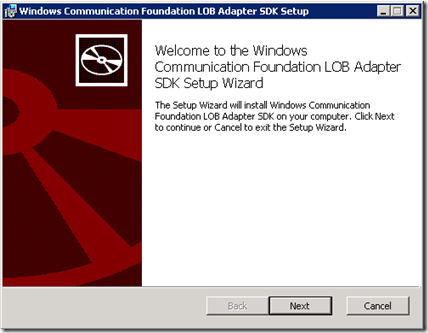 Windows Communication Foundation LOB Adapter SDK Setup
Welcome to the Windows
Communication Foundation LOB Adapter
SDK Setup Wizard
The Setup Wizard will install Windows Communication
Foundation LOB Adapter SDK on your computer. Click Next
to continue or Cancel to exit the Setup Wizard.
Back Next Cancel